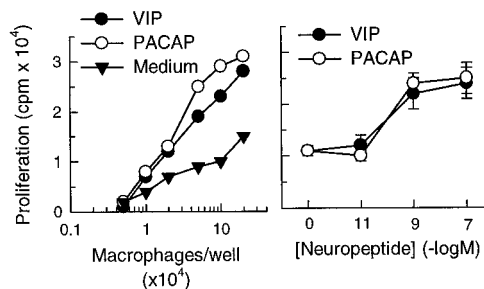 VIP
PACAP
Medium
Proliferation (cpm x 10⁴)
3
2
1
0
0.1
1
10
Macrophages/well
(x10⁴)
VIP
PACAP
0
11
9
7
[Neuropeptide] (-logM)